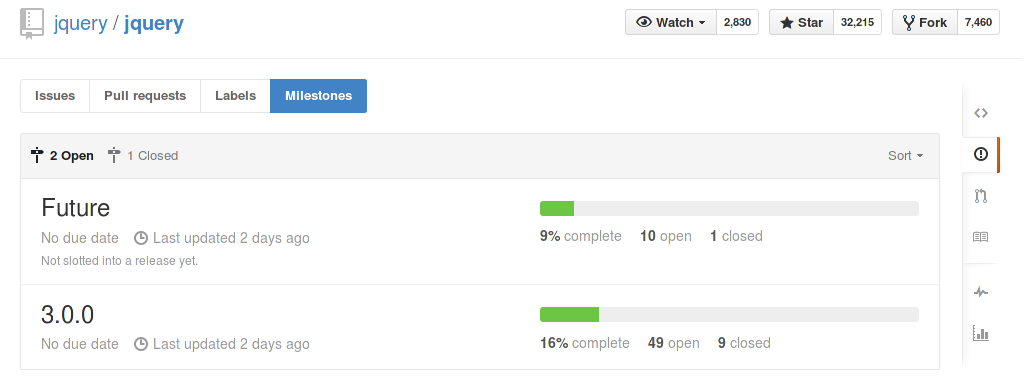 jquery / jquery Watch 2,830 Star 32,215 Fork 7,460
Issues Pull requests Labels Milestones
2 Open 1 Closed Sort
Future
No due date Last updated 2 days ago
Not slotted into a release yet.
9% complete 10 open 1 closed
3.0.0
No due date Last updated 2 days ago
16% complete 49 open 9 closed